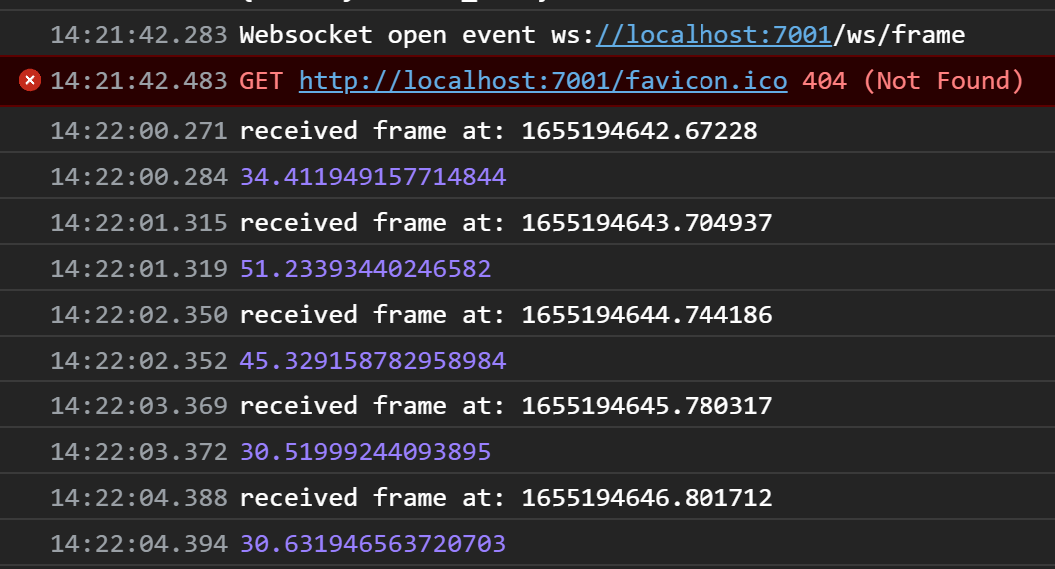 14:21:42.283 Websocket open event ws://localhost:7001/ws/frame
14:21:42.483 GET http://localhost:7001/favicon.ico 404 (Not Found)
14:22:00.271 received frame at: 1655194642.67228
14:22:00.284 34.411949157714844
14:22:01.315 received frame at: 1655194643.704937
14:22:01.319 51.23393440246582
14:22:02.350 received frame at: 1655194644.744186
14:22:02.352 45.329158782958984
14:22:03.369 received frame at: 1655194645.780317
14:22:03.372 30.51999244093895
14:22:04.388 received frame at: 1655194646.801712
14:22:04.394 30.631946563720703